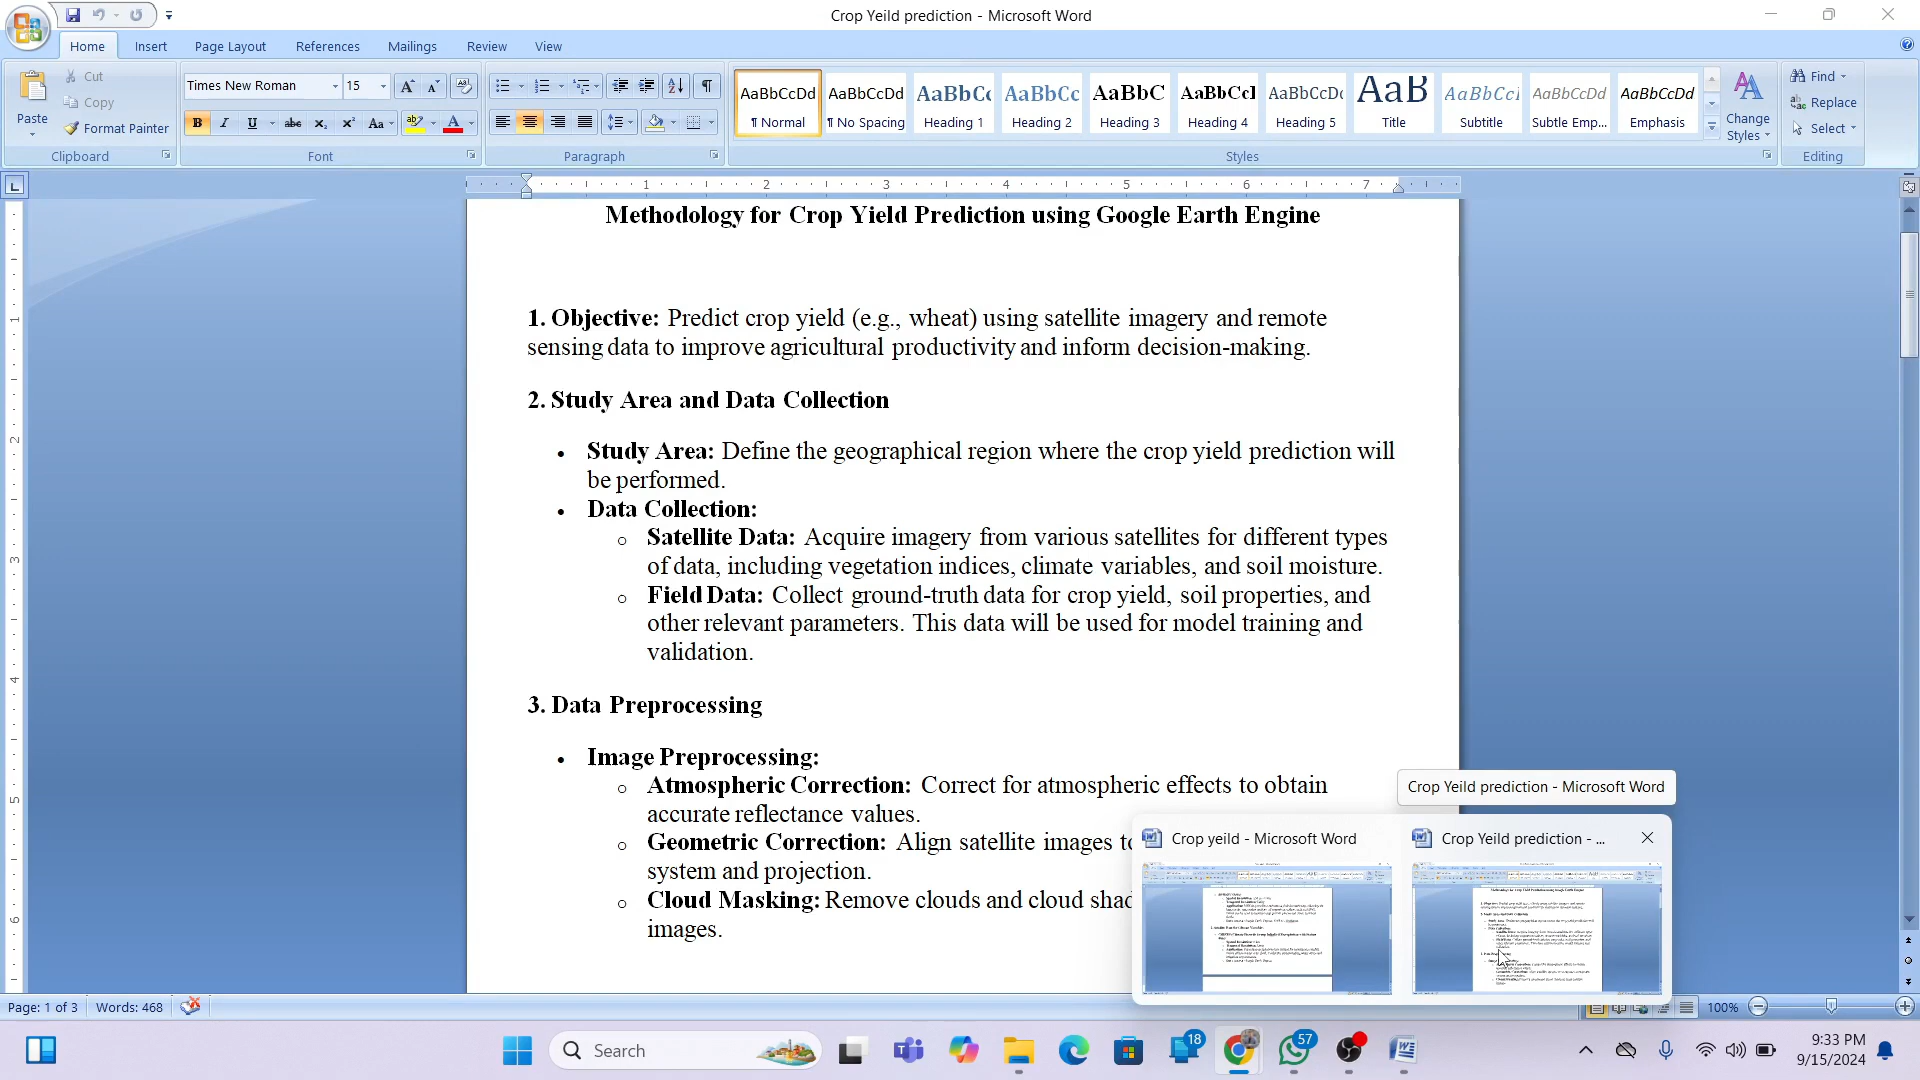 Crop Yeild prediction - Microsoft Word
Home Insert Page Layout References Mailings Review View
Paste
Cut
Copy
Format Painter
Clipboard
Times New Roman 15
Font
Paragraph
AaBbCcDd AaBbCcDd AaBbCc AaBbCc AaBbC AaBbCcI AaBbCcDc AaB AaBbCcI AaBbCcDd AaBbCcDd
¶ Normal ¶ No Spacing Heading 1 Heading 2 Heading 3 Heading 4 Heading 5 Title Subtitle Subtle Emp... Emphasis
Change Styles
Styles
Find
Replace
Select
Editing
1 2 3 4 5 6 7
Methodology for Crop Yield Prediction using Google Earth Engine
1. Objective: Predict crop yield (e.g., wheat) using satellite imagery and remote
sensing data to improve agricultural productivity and inform decision-making.
2. Study Area and Data Collection
• Study Area: Define the geographical region where the crop yield prediction will
be performed.
• Data Collection:
o Satellite Data: Acquire imagery from various satellites for different types
of data, including vegetation indices, climate variables, and soil moisture.
o Field Data: Collect ground-truth data for crop yield, soil properties, and
other relevant parameters. This data will be used for model training and
validation.
3. Data Preprocessing
• Image Preprocessing:
o Atmospheric Correction: Correct for atmospheric effects to obtain
accurate reflectance values.
o Geometric Correction: Align satellite images to
system and projection.
o Cloud Masking: Remove clouds and cloud shad
images.
Crop Yeild prediction - Microsoft Word
Crop yeild - Microsoft Word
Crop Yeild prediction - ...
Page: 1 of 3 Words: 468
100%
Search
18
57
9:33 PM
9/15/2024